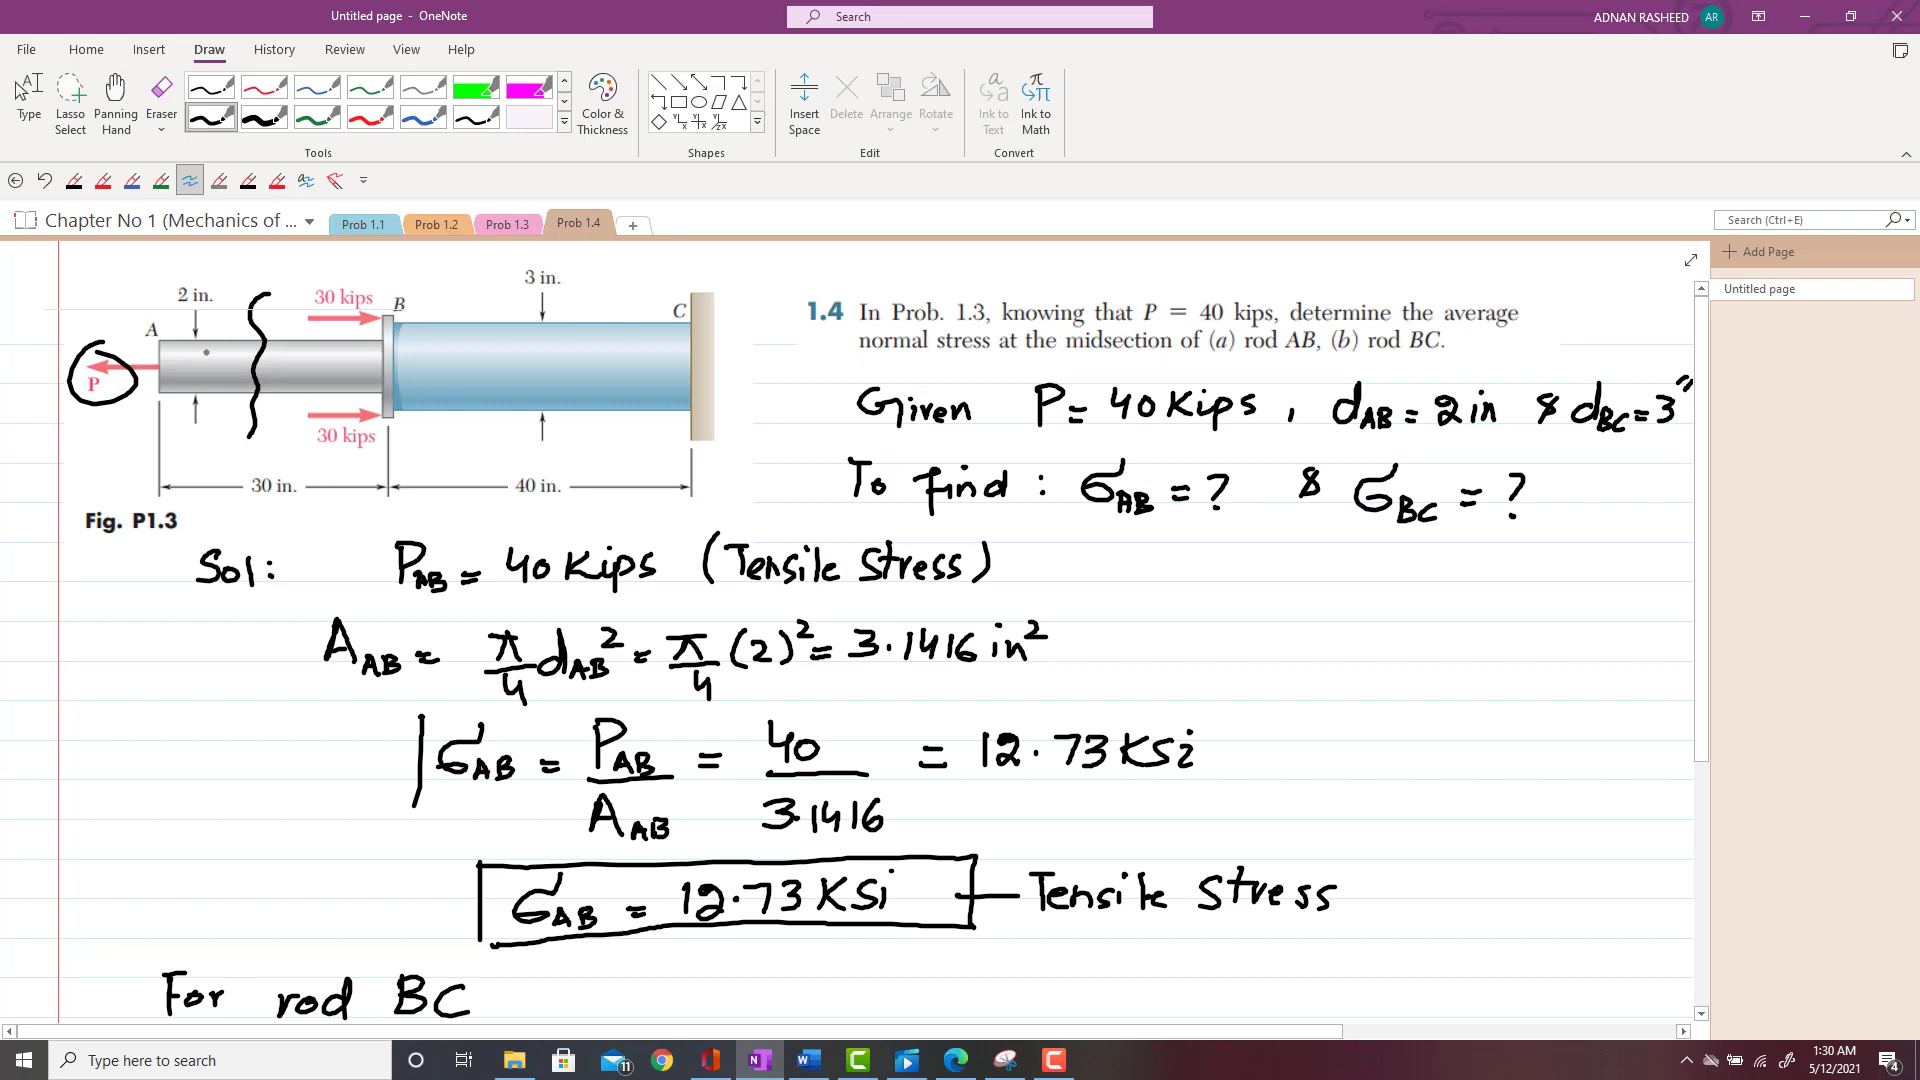 Untitled page - OneNote
Search
ADNAN RASHEED
AR
File Home Insert Draw History Review View Help
Type
Lasso Select
Panning Hand
Eraser
Color & Thickness
Insert Space
Delete
Arrange
Rotate
Ink to Text
Ink to Math
Tools
Shapes
Edit
Convert
Chapter No 1 (Mechanics of ...
Prob 1.1
Prob 1.2
Prob 1.3
Prob 1.4
Search (Ctrl+E)
Add Page
Untitled page
3 in.
2 in.
30 kips
B
C
A
P
30 kips
30 in.
40 in.
Fig. P1.3
1.4 In Prob. 1.3, knowing that P = 40 kips, determine the average
normal stress at the midsection of (a) rod AB, (b) rod BC.
Given P= 40 Kips, dAB = 2 in & dBC = 3"
To find : σAB = ? & σBC = ?
Sol: PAB = 40 Kips (Tensile Stress)
AAB = π/4 dAB² = π/4 (2)² = 3.1416 in²
σAB = PAB/AAB = 40/3.1416 = 12.73 KSi
σAB = 12.73 KSi — Tensile Stress
For rod BC
Type here to search
11
1:30 AM
5/12/2021
4